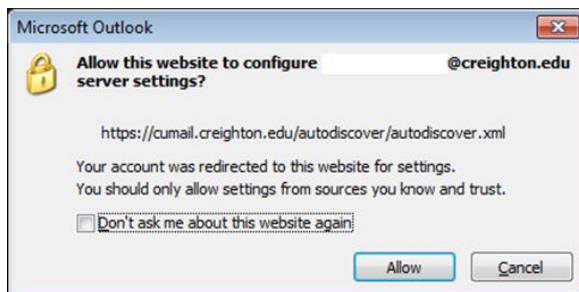 Microsoft Outlook
Allow this website to configure @creighton.edu
server settings?
https://cumail.creighton.edu/autodiscover/autodiscover.xml
Your account was redirected to this website for settings.
You should only allow settings from sources you know and trust.
Don't ask me about this website again
Allow Cancel